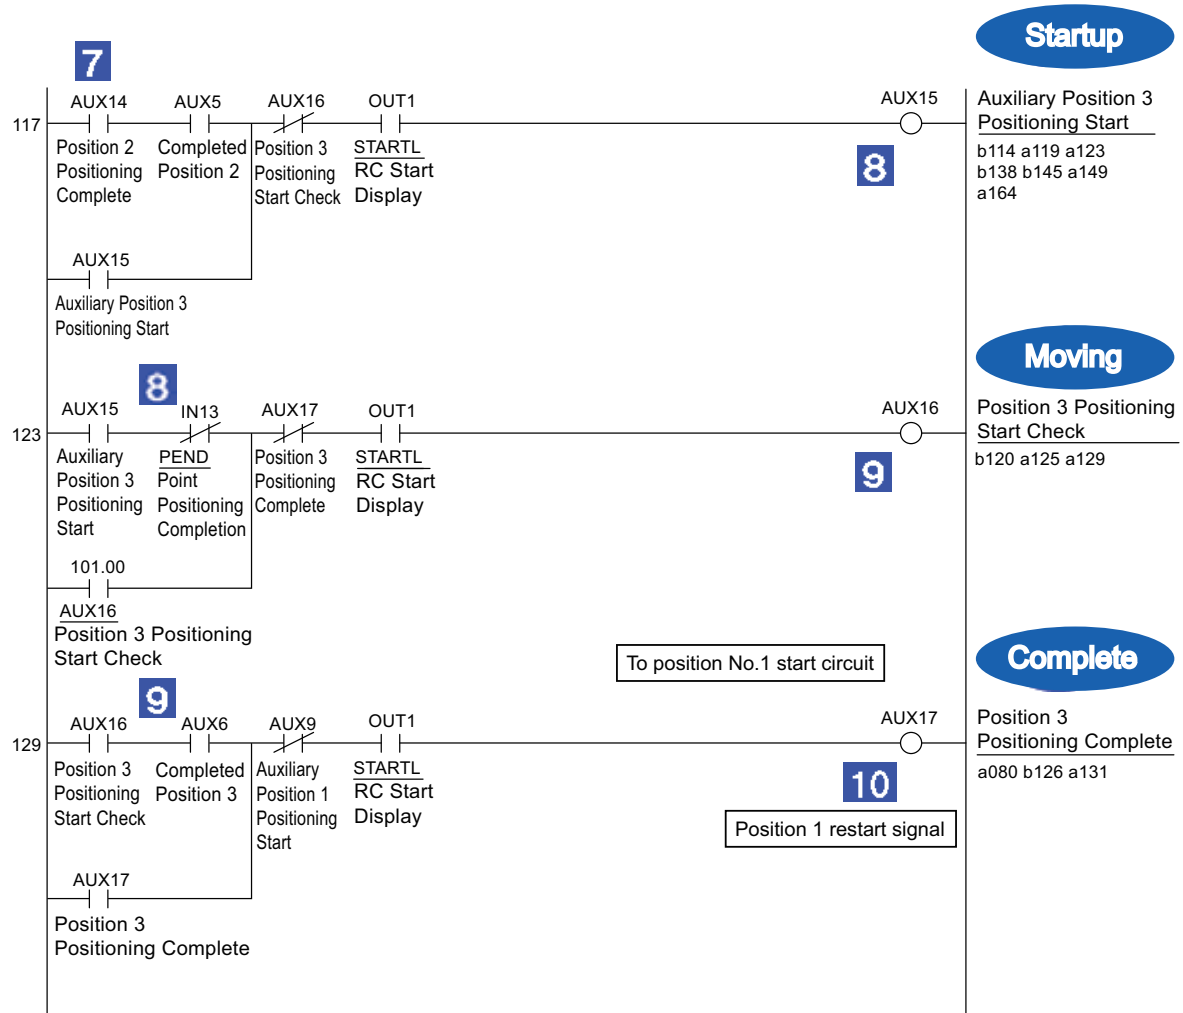 Startup
7
AUX14 AUX5 AUX16 OUT1 AUX15
Auxiliary Position 3
Positioning Start
117
Position 2
Positioning
Complete
Completed
Position 2
Position 3
Positioning
Start Check
STARTL
RC Start
Display
8
b114 a119 a123
b138 b145 a149
a164
AUX15
Auxiliary Position 3
Positioning Start
Moving
8
AUX15 IN13 AUX17 OUT1 AUX16
Position 3 Positioning
Start Check
123
Auxiliary
Position 3
Positioning
Start
PEND
Point
Positioning
Completion
Position 3
Positioning
Complete
STARTL
RC Start
Display
9
b120 a125 a129
101.00
AUX16
Position 3 Positioning
Start Check
To position No.1 start circuit
Complete
9
AUX16 AUX6 AUX9 OUT1 AUX17
Position 3
Positioning Complete
129
Position 3
Positioning
Start Check
Completed
Position 3
Auxiliary
Position 1
Positioning
Start
STARTL
RC Start
Display
10
a080 b126 a131
Position 1 restart signal
AUX17
Position 3
Positioning Complete